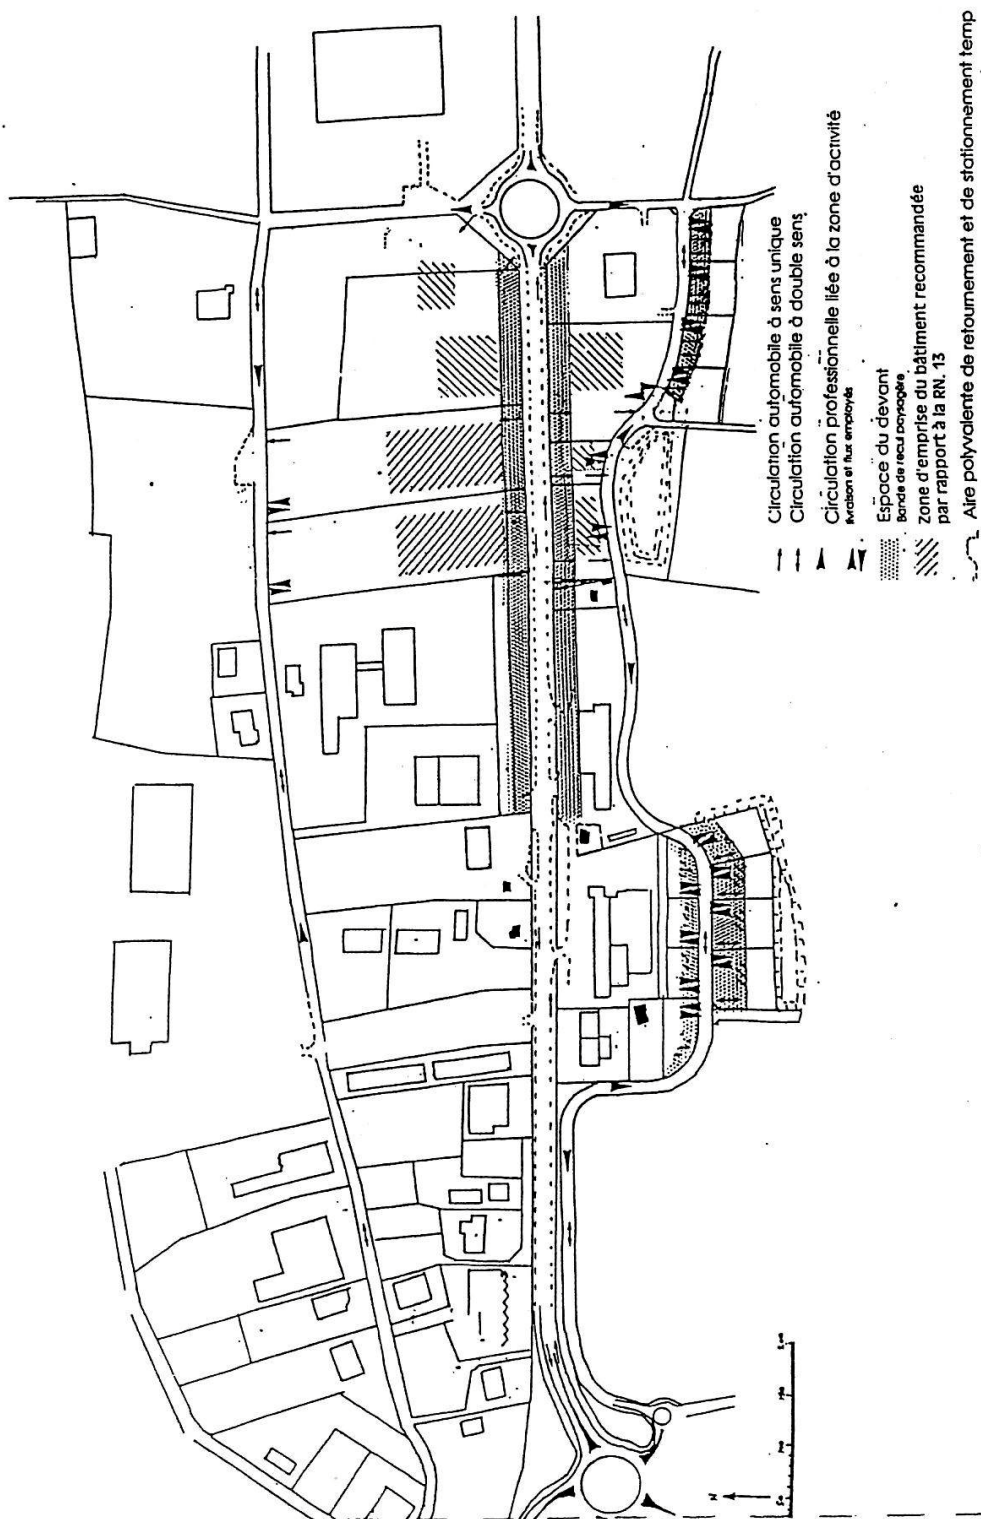 Circulation automobile à sens unique
Circulation automobile à double sens
Circulation professionnelle liée à la zone d'activité
livraison et flux employés
Espace du devant
Bande de recul paysagère
zone d'emprise du bâtiment recommandée
par rapport à la RN. 13
Aire polyvalente de retournement et de stationnement temp
N